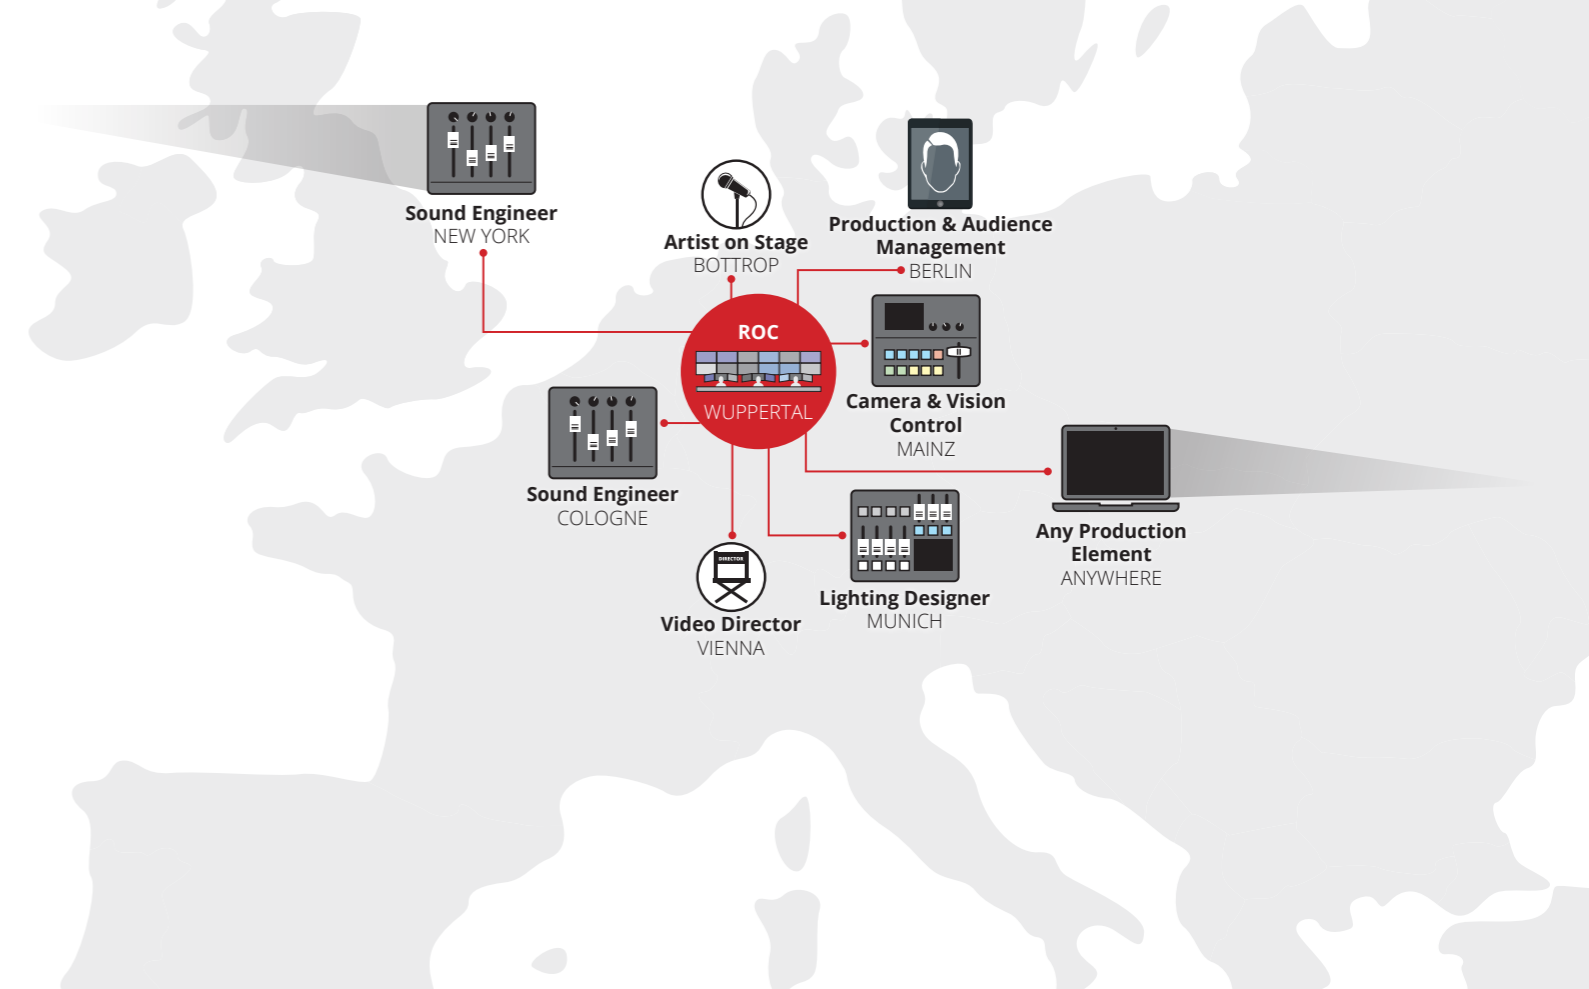 Sound Engineer
NEW YORK
Artist on Stage
BOTTROP
Production & Audience
Management
BERLIN
ROC
WUPPERTAL
Camera & Vision
Control
MAINZ
Sound Engineer
COLOGNE
Any Production
Element
ANYWHERE
DIRECTOR
Video Director
VIENNA
Lighting Designer
MUNICH